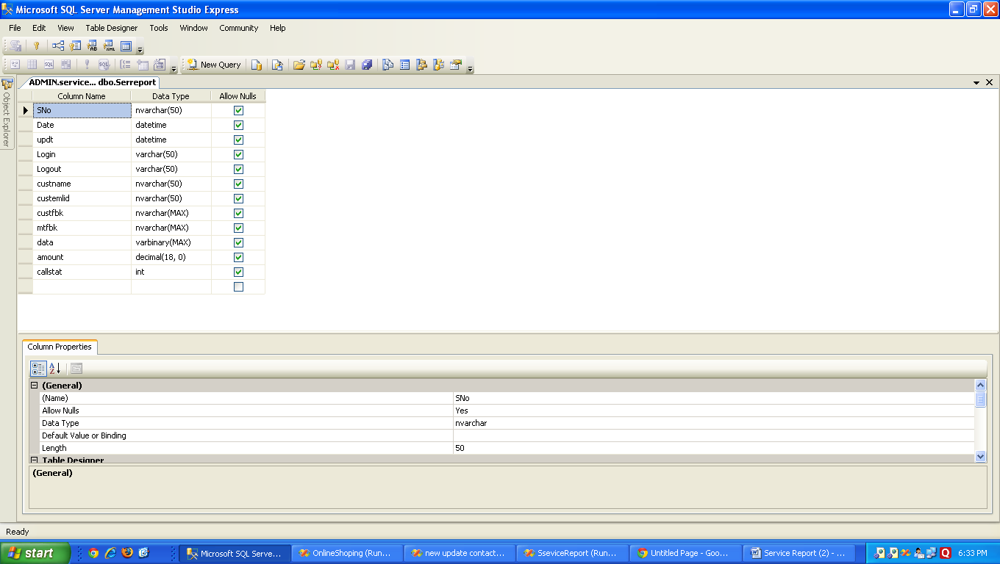 Microsoft SQL Server Management Studio Express
File Edit View Table Designer Tools Window Community Help
New Query
Object Explorer
ADMIN.service... dbo.Serreport
Column Name Data Type Allow Nulls
SNo nvarchar(50)
Date datetime
updt datetime
Login varchar(50)
Logout varchar(50)
custname nvarchar(50)
custemlid nvarchar(50)
custfbk nvarchar(MAX)
mtfbk nvarchar(MAX)
data varbinary(MAX)
amount decimal(18, 0)
callstat int
Column Properties
(General)
(Name) SNo
Allow Nulls Yes
Data Type nvarchar
Default Value or Binding
Length 50
Table Designer
(General)
Ready
start Microsoft SQL Serve... OnlineShoping (Run... new update contact... SseviceReport (Run... Untitled Page - Goo... Service Report (2) - ... 6:33 PM